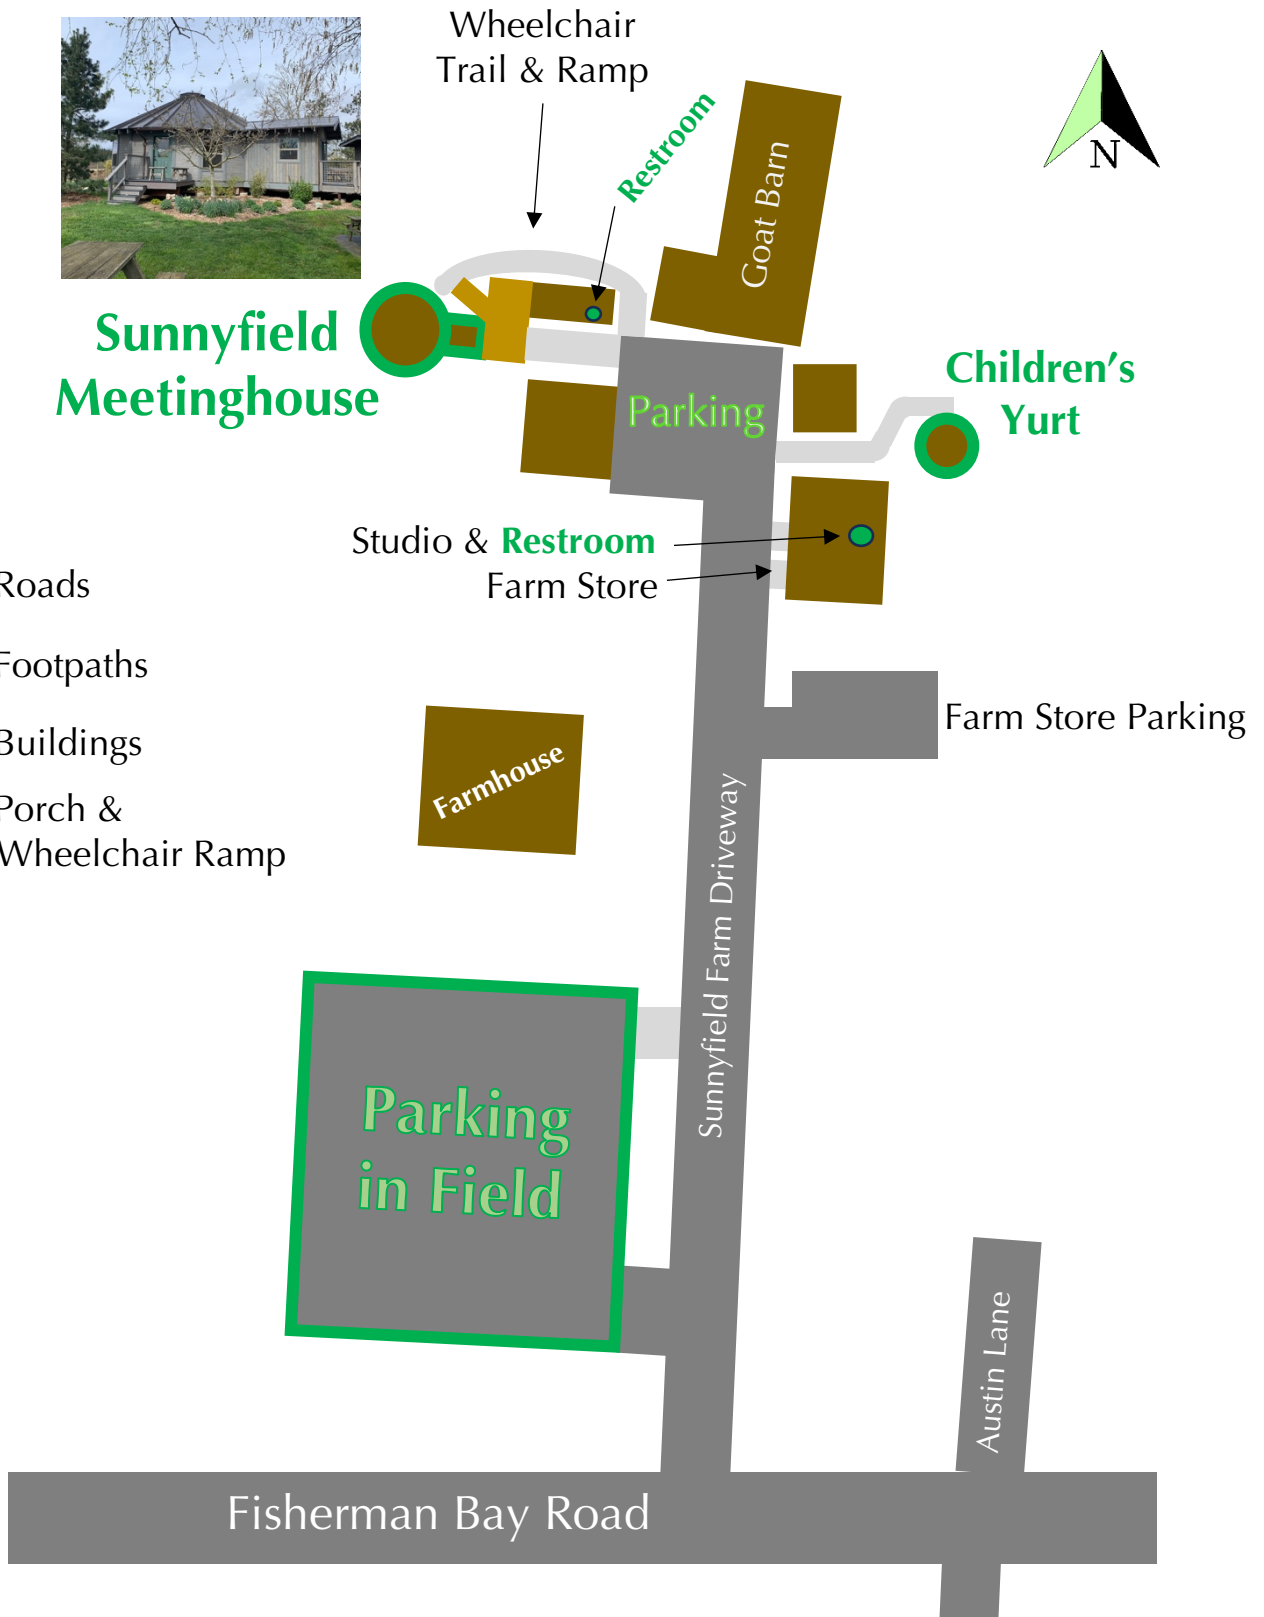 Wheelchair
Trail & Ramp
Restroom
Goat Barn
N
Sunnyfield
Meetinghouse
Parking
Children's
Yurt
Studio & Restroom
Farm Store
Roads
Footpaths
Buildings
Porch &
Wheelchair Ramp
Farmhouse
Farm Store Parking
Sunnyfield Farm Driveway
Parking
in Field
Austin Lane
Fisherman Bay Road